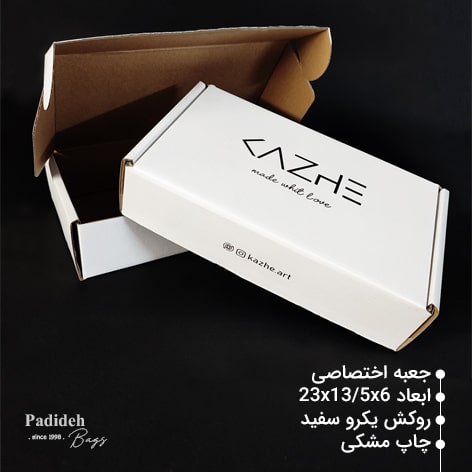 KAZHE
made whit love
kazhe.art
جعبه اختصاصی
ابعاد 23x13/5x6
روکش یکرو سفید
چاپ مشکی
Padideh
. since 1998 .
Bags